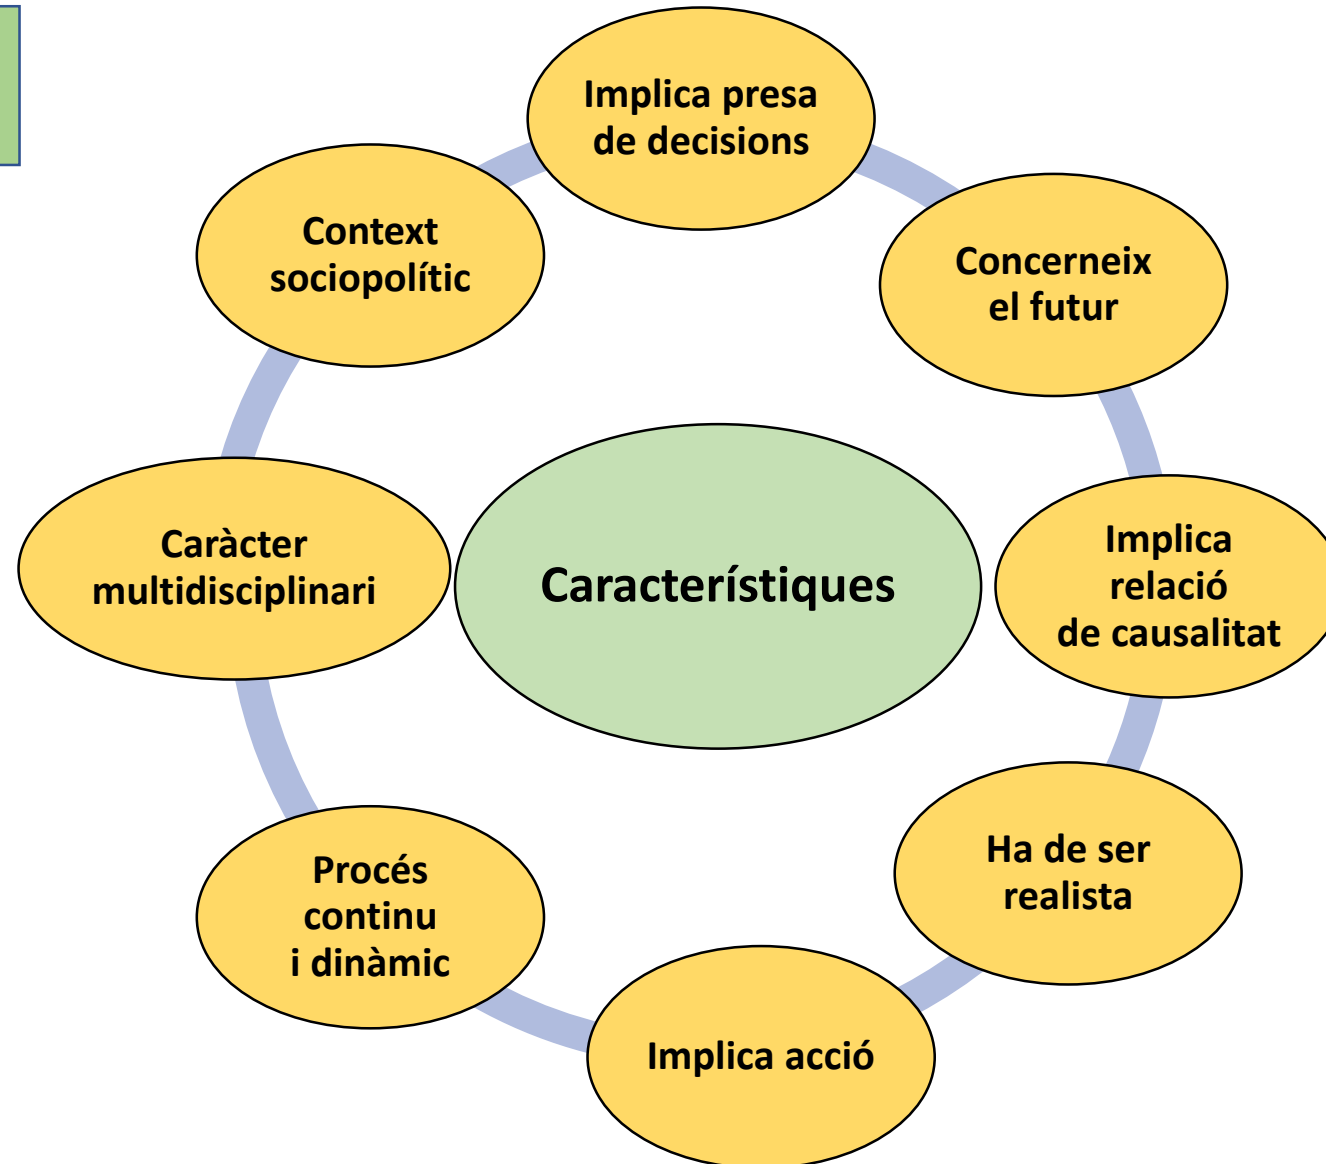 Implica presa
de decisions
Concerneix
el futur
Implica
relació
de causalitat
Ha de ser
realista
Implica acció
Procés
continu
i dinàmic
Caràcter
multidisciplinari
Context
sociopolític
Característiques